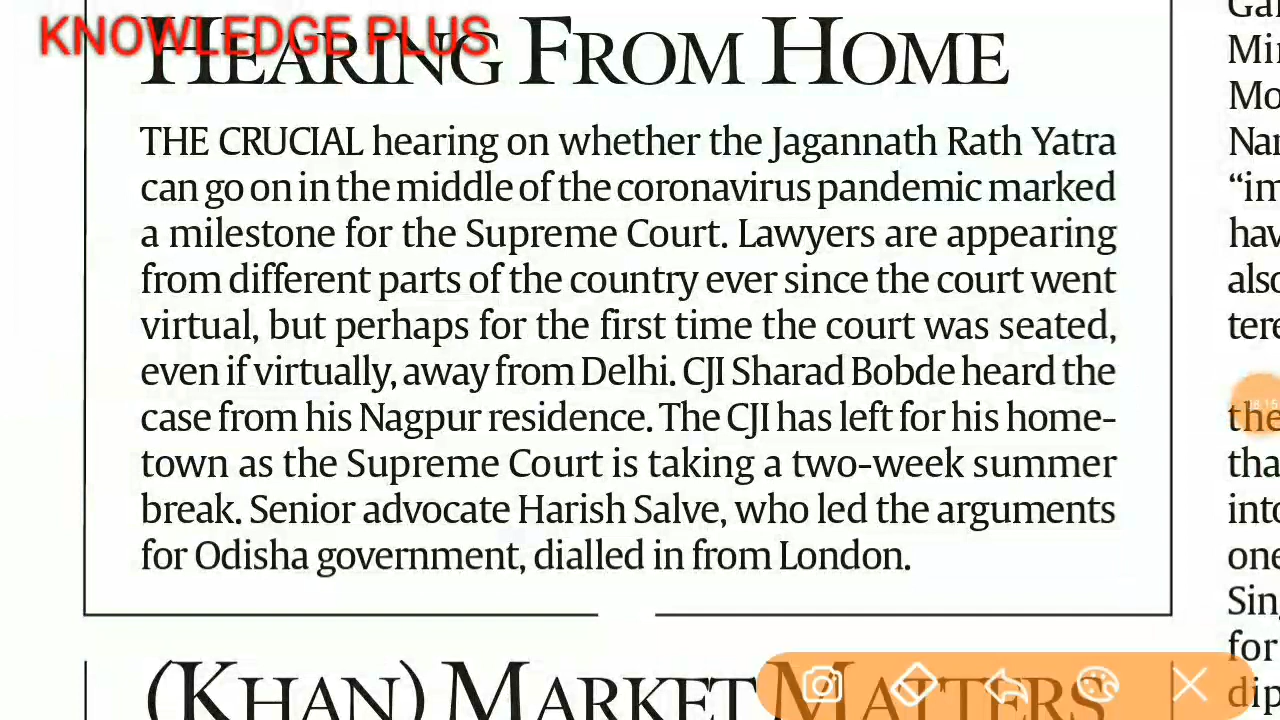 KNOWLEDGE PLUS
HEARING FROM HOME
THE CRUCIAL hearing on whether the Jagannath Rath Yatra
can go on in the middle of the coronavirus pandemic marked
a milestone for the Supreme Court. Lawyers are appearing
from different parts of the country ever since the court went
virtual, but perhaps for the first time the court was seated,
even if virtually, away from Delhi. CJI Sharad Bobde heard the
case from his Nagpur residence. The CJI has left for his home-
town as the Supreme Court is taking a two-week summer
break. Senior advocate Harish Salve, who led the arguments
for Odisha government, dialled in from London.
(KHAN) MARKET MATTERS